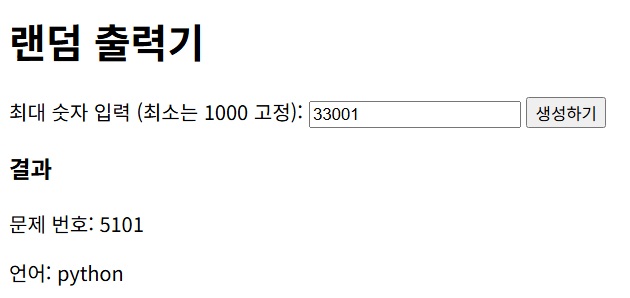 랜덤 출력기
최대 숫자 입력 (최소는 1000 고정): 33001 생성하기
결과
문제 번호: 5101
언어: python